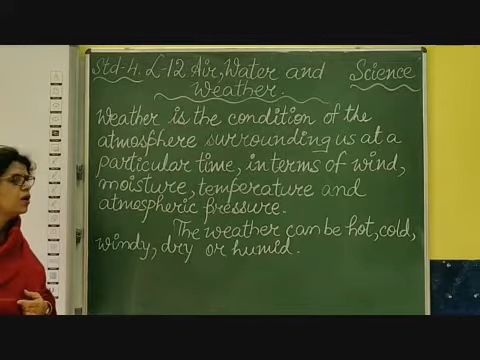 Std-4. L-12 Air, Water and Science
Weather.
Weather is the condition of the
atmosphere surrounding us at a
particular time, in terms of wind,
moisture, temperature and
atmospheric pressure.
The weather can be hot, cold,
windy, dry or humid.